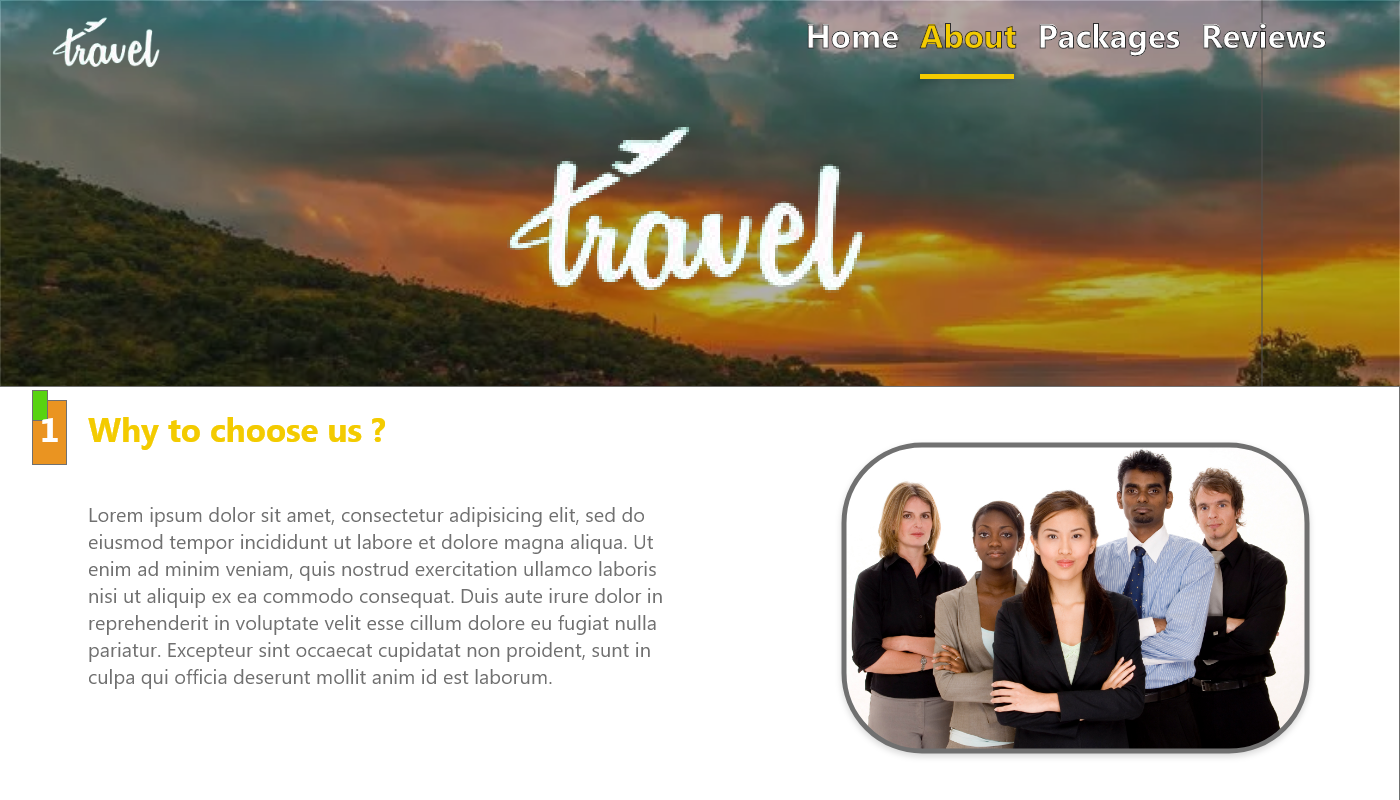 travel
Home About Packages Reviews
travel
1 Why to choose us ?
Lorem ipsum dolor sit amet, consectetur adipisicing elit, sed do
eiusmod tempor incididunt ut labore et dolore magna aliqua. Ut
enim ad minim veniam, quis nostrud exercitation ullamco laboris
nisi ut aliquip ex ea commodo consequat. Duis aute irure dolor in
reprehenderit in voluptate velit esse cillum dolore eu fugiat nulla
pariatur. Excepteur sint occaecat cupidatat non proident, sunt in
culpa qui officia deserunt mollit anim id est laborum.